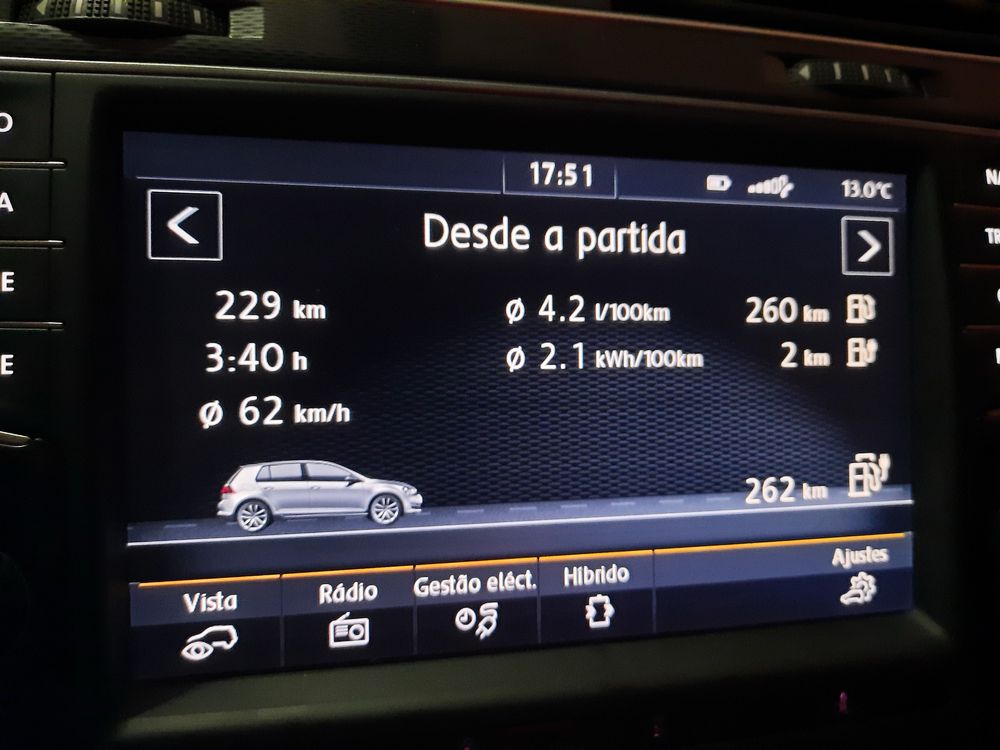 17:51 13.0°C
Desde a partida
229 km ø 4.2 l/100km 260 km
3:40 h ø 2.1 kWh/100km 2 km
ø 62 km/h
262 km
Vista Rádio Gestão eléct. Híbrido Ajustes